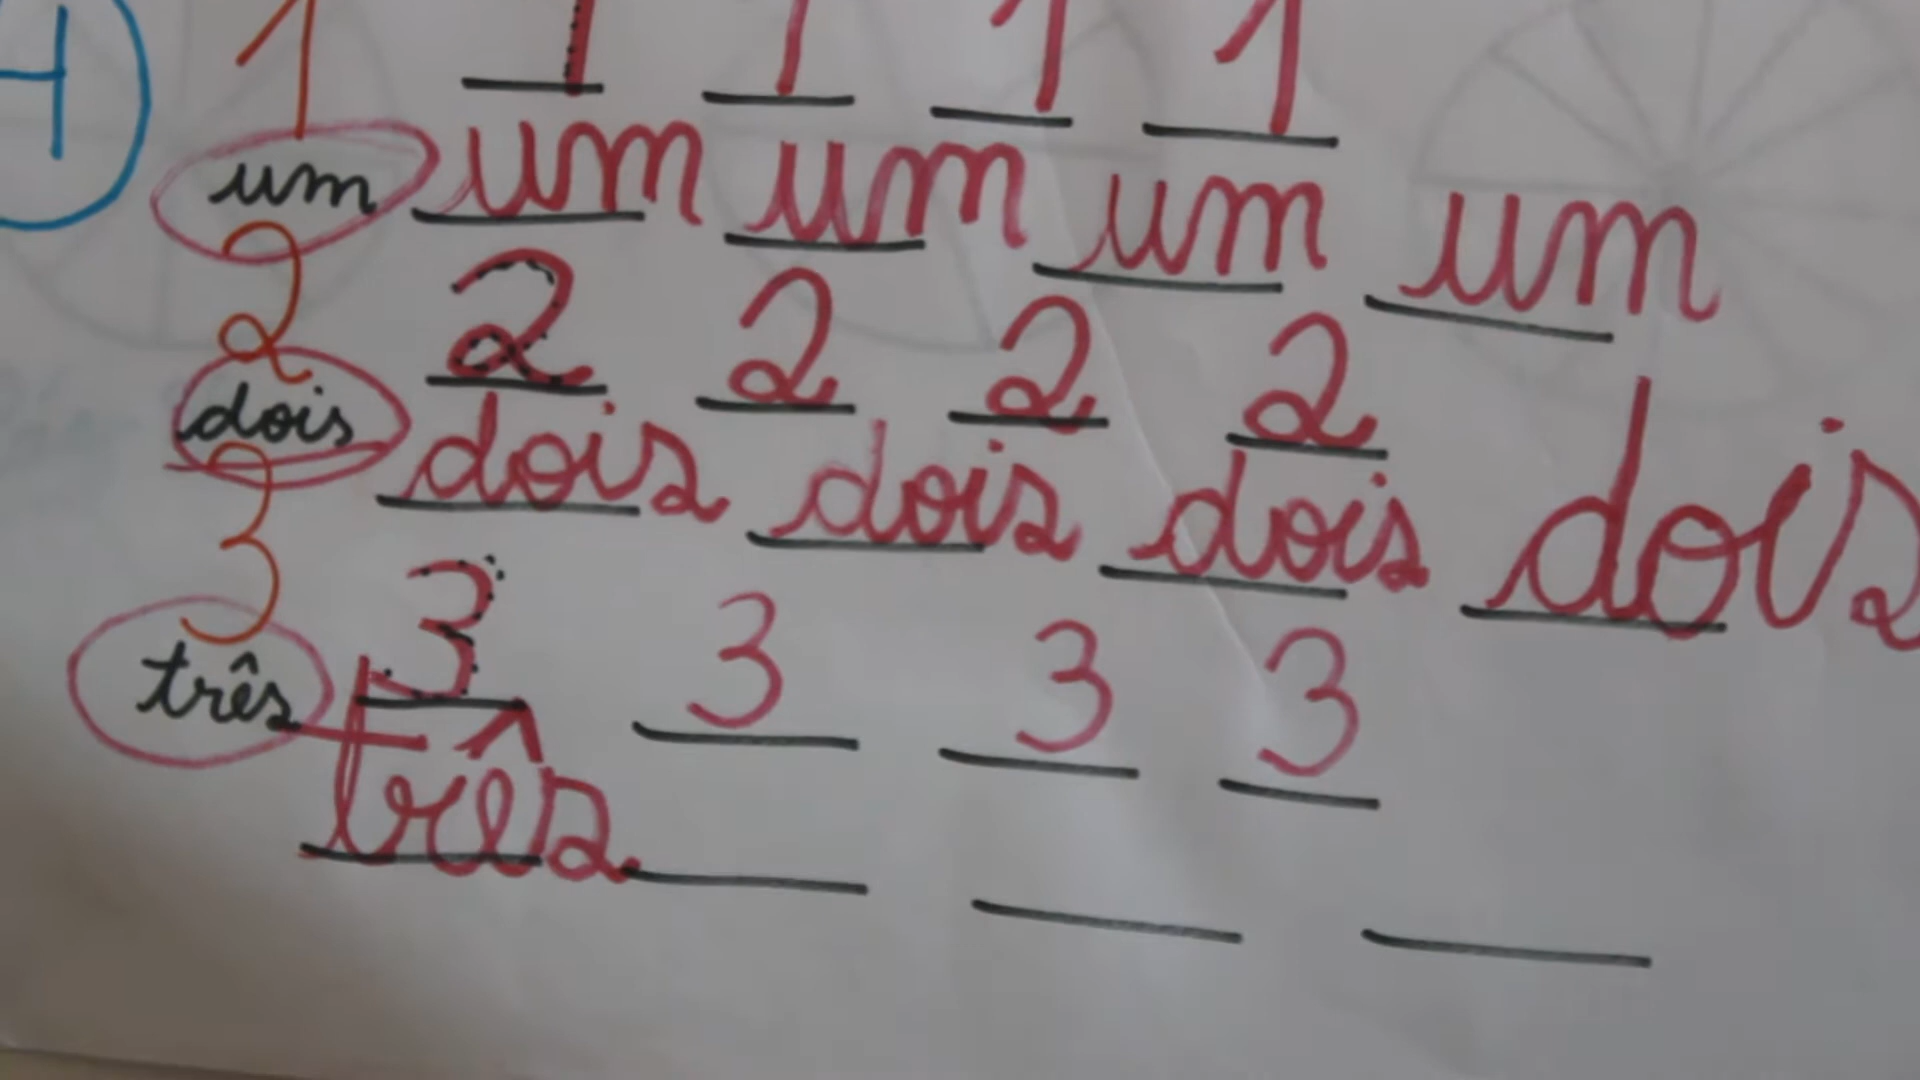 4 1 1 1 1 1
um um um um um
2 2 2 2 2
dois dois dois dois dois
3 3 3 3 3
três três